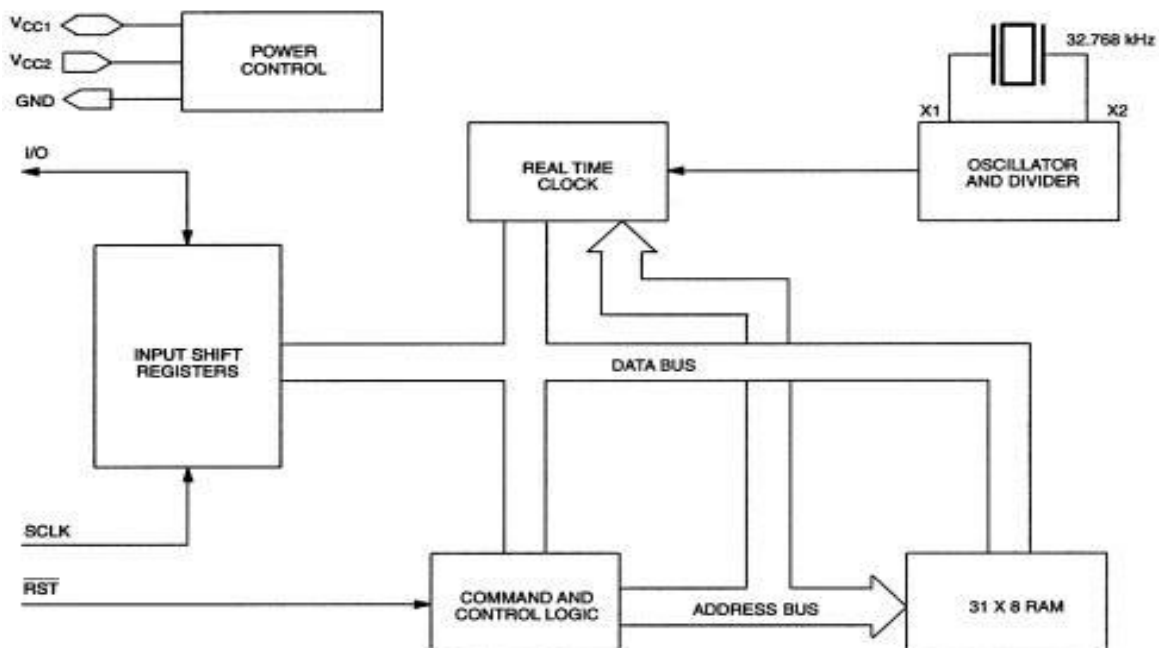 VCC1
VCC2
GND
POWER
CONTROL
32.768 kHz
X1
X2
I/O
REAL TIME
CLOCK
OSCILLATOR
AND DIVIDER
INPUT SHIFT
REGISTERS
DATA BUS
SCLK
RST
COMMAND AND
CONTROL LOGIC
ADDRESS BUS
31 X 8 RAM